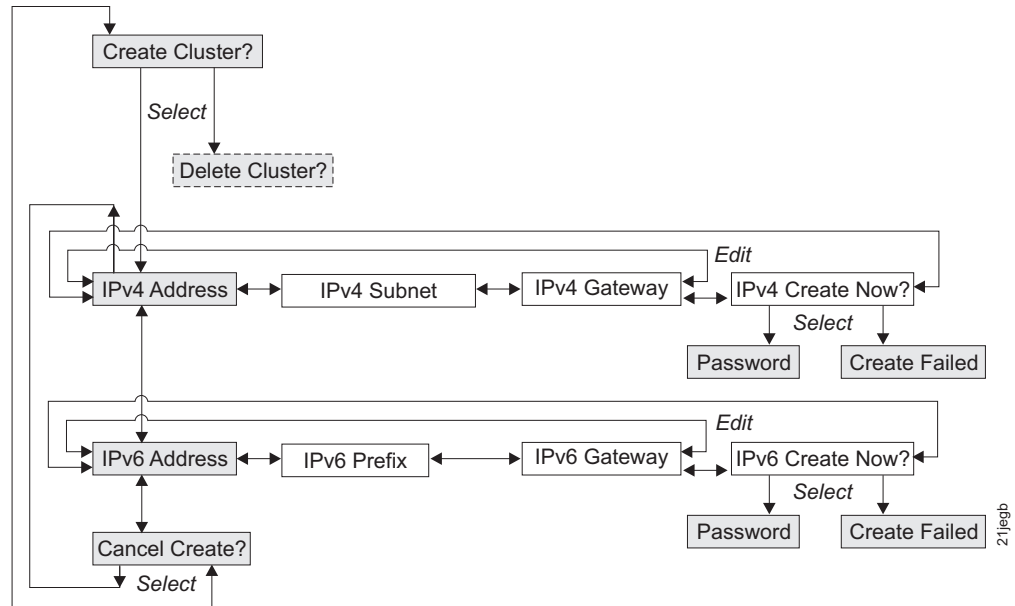 Create Cluster?
Select
Delete Cluster?
Edit
IPv4 Address
IPv4 Subnet
IPv4 Gateway
IPv4 Create Now?
Select
Password
Create Failed
Edit
IPv6 Address
IPv6 Prefix
IPv6 Gateway
IPv6 Create Now?
Select
Password
Create Failed
Cancel Create?
Select
21jegb